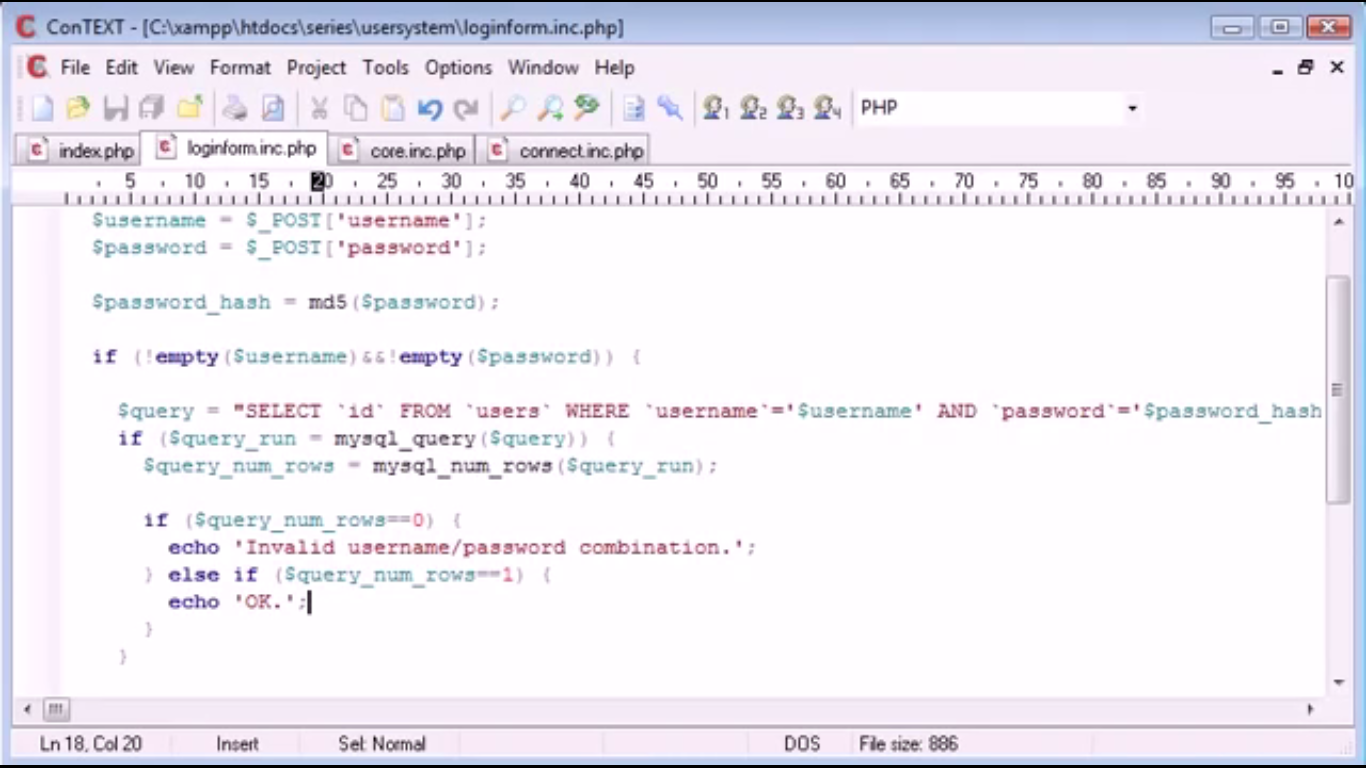 ConTEXT - [C:\xampp\htdocs\series\usersystem\loginform.inc.php]
File Edit View Format Project Tools Options Window Help
1 2 3 4 PHP
index.php loginform.inc.php core.inc.php connect.inc.php
5 10 15 20 25 30 35 40 45 50 55 60 65 70 75 80 85 90 95 10
$username = $_POST['username'];
$password = $_POST['password'];
$password_hash = md5($password);
if (!empty($username)&&!empty($password)) {
$query = "SELECT `id` FROM `users` WHERE `username`='$username' AND `password`='$password_hash
if ($query_run = mysql_query($query)) {
$query_num_rows = mysql_num_rows($query_run);
if ($query_num_rows==0) {
echo 'Invalid username/password combination.';
} else if ($query_num_rows==1) {
echo 'OK.';
}
}
Ln 18, Col 20 Insert Sel: Normal DOS File size: 886